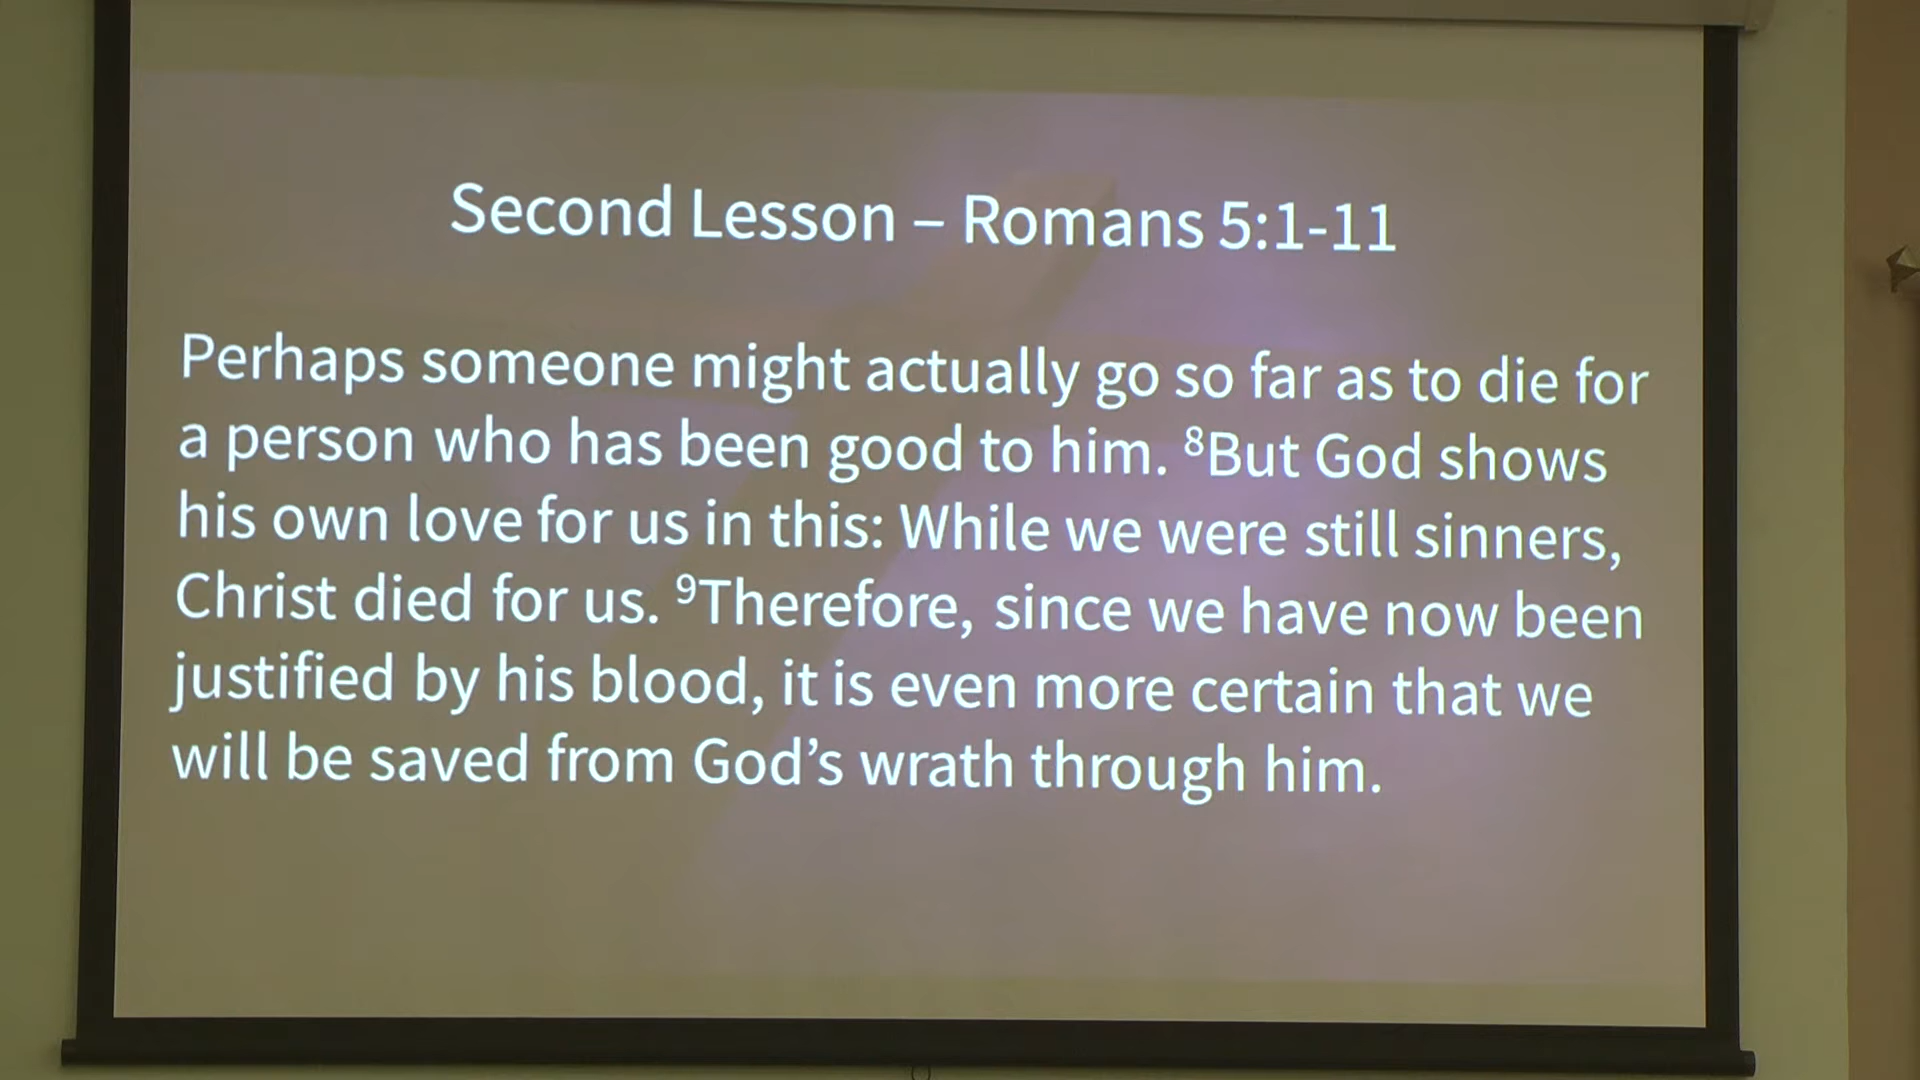 Second Lesson – Romans 5:1-11
Perhaps someone might actually go so far as to die for
a person who has been good to him. ⁸But God shows
his own love for us in this: While we were still sinners,
Christ died for us. ⁹Therefore, since we have now been
justified by his blood, it is even more certain that we
will be saved from God’s wrath through him.